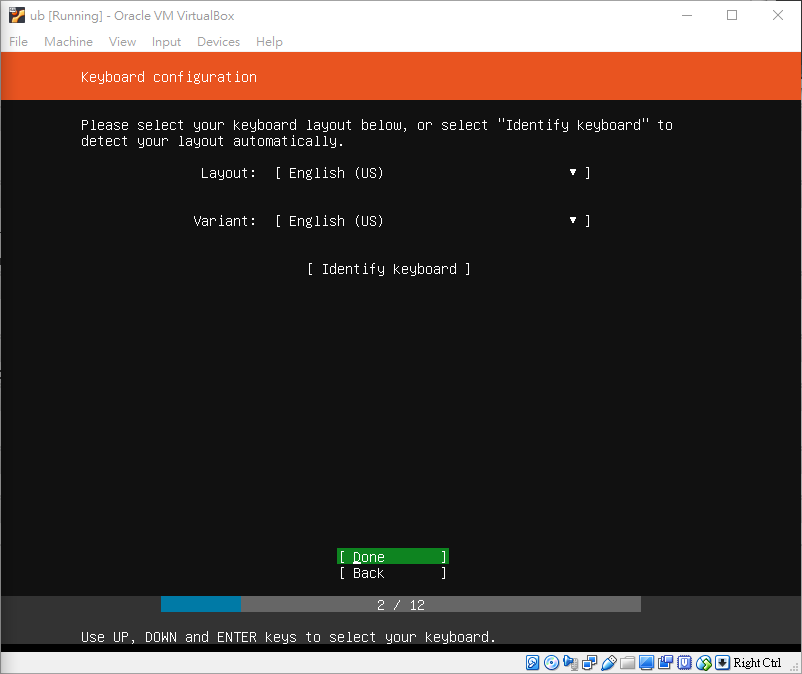 ub [Running] - Oracle VM VirtualBox
File Machine View Input Devices Help
Keyboard configuration
Please select your keyboard layout below, or select "Identify keyboard" to
detect your layout automatically.
Layout: [ English (US) ▼ ]
Variant: [ English (US) ▼ ]
[ Identify keyboard ]
[ Done ]
[ Back ]
2 / 12
Use UP, DOWN and ENTER keys to select your keyboard.
Right Ctrl